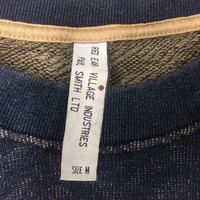 RED EAR VILLAGE INDUSTRIES
PAUL SMITH LTD
SIZE M